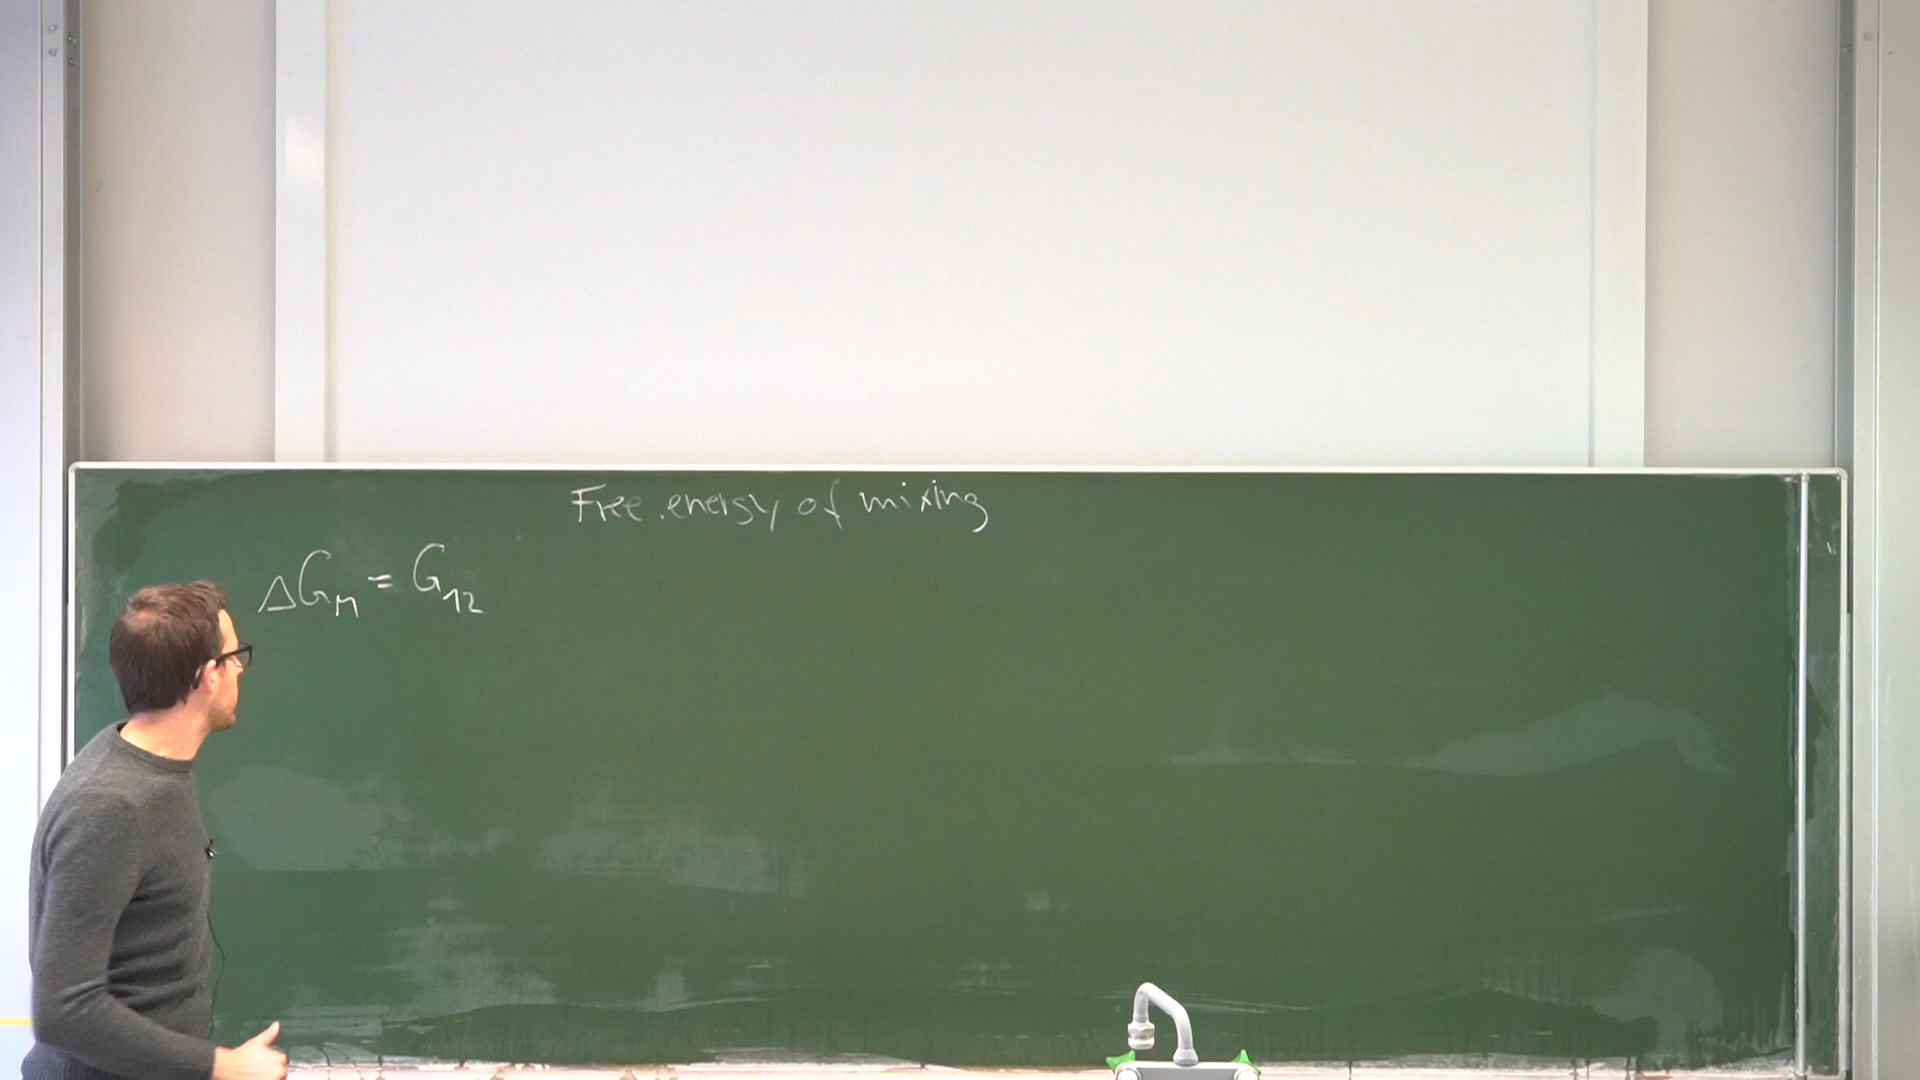 Free energy of mixing
ΔG_M = G_12